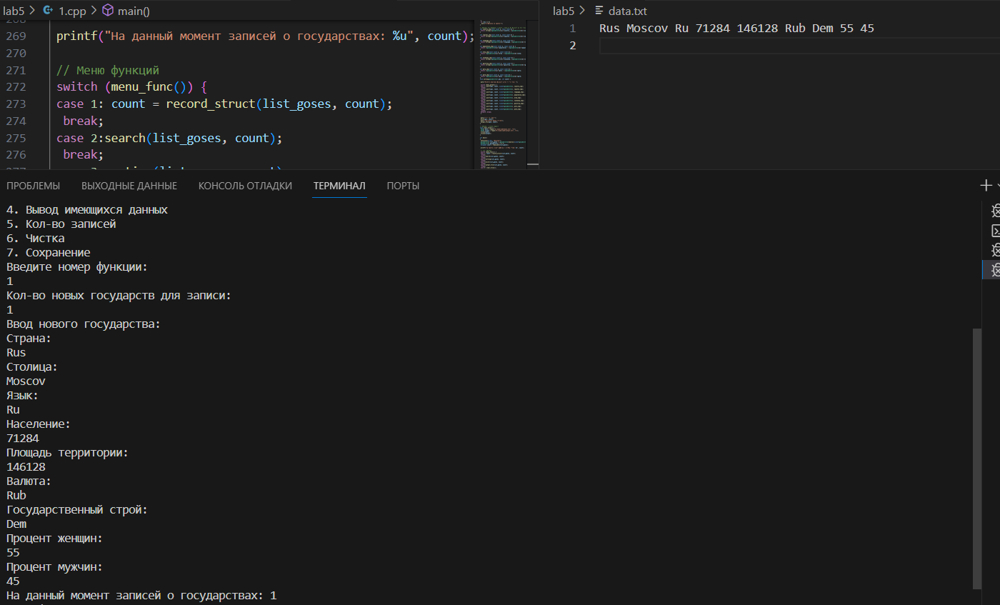 lab5 > 1.cpp > main()
269 printf("На данный момент записей о государствах: %u", count);
270
271 // Меню функций
272 switch (menu_func()) {
273 case 1: count = record_struct(list_goses, count);
274 break;
275 case 2:search(list_goses, count);
276 break;
lab5 > data.txt
1 Rus Moscov Ru 71284 146128 Rub Dem 55 45
2
ПРОБЛЕМЫ ВЫХОДНЫЕ ДАННЫЕ КОНСОЛЬ ОТЛАДКИ ТЕРМИНАЛ ПОРТЫ
4. Вывод имеющихся данных
5. Кол-во записей
6. Чистка
7. Сохранение
Введите номер функции:
1
Кол-во новых государств для записи:
1
Ввод нового государства:
Страна:
Rus
Столица:
Moscov
Язык:
Ru
Население:
71284
Площадь территории:
146128
Валюта:
Rub
Государственный строй:
Dem
Процент женщин:
55
Процент мужчин:
45
На данный момент записей о государствах: 1